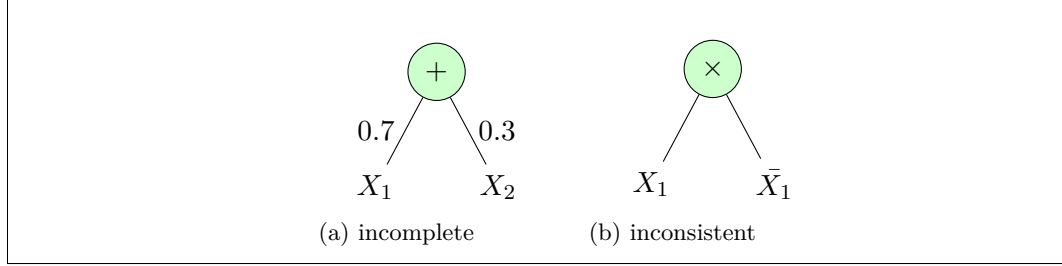 + ×
0.7 0.3
X₁ X₂ X₁ X̄₁
(a) incomplete (b) inconsistent